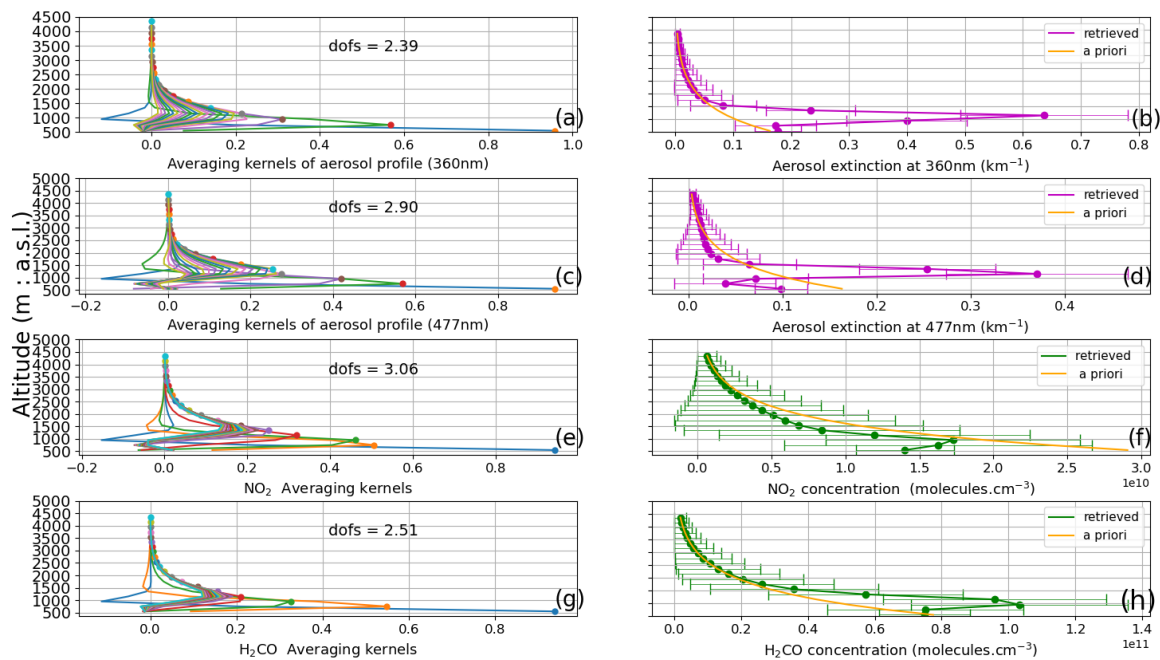 Altitude (m : a.s.l.)
4500
4000
3500
3000
2500
2000
1500
1000
500
dofs = 2.39
(a)
0.0 0.2 0.4 0.6 0.8 1.0
Averaging kernels of aerosol profile (360nm)
retrieved
a priori
(b)
0.0 0.1 0.2 0.3 0.4 0.5 0.6 0.7 0.8
Aerosol extinction at 360nm (km⁻¹)
5000
4500
4000
3500
3000
2500
2000
1500
1000
500
dofs = 2.90
(c)
−0.2 0.0 0.2 0.4 0.6 0.8
Averaging kernels of aerosol profile (477nm)
retrieved
a priori
(d)
0.0 0.1 0.2 0.3 0.4
Aerosol extinction at 477nm (km⁻¹)
5000
4500
4000
3500
3000
2500
2000
1500
1000
500
dofs = 3.06
(e)
−0.2 0.0 0.2 0.4 0.6 0.8
NO₂ Averaging kernels
retrieved
a priori
(f)
0.0 0.5 1.0 1.5 2.0 2.5 3.0
1e10
NO₂ concentration (molecules.cm⁻³)
5000
4500
4000
3500
3000
2500
2000
1500
1000
500
dofs = 2.51
(g)
0.0 0.2 0.4 0.6 0.8
H₂CO Averaging kernels
retrieved
a priori
(h)
0.0 0.2 0.4 0.6 0.8 1.0 1.2 1.4
1e11
H₂CO concentration (molecules.cm⁻³)